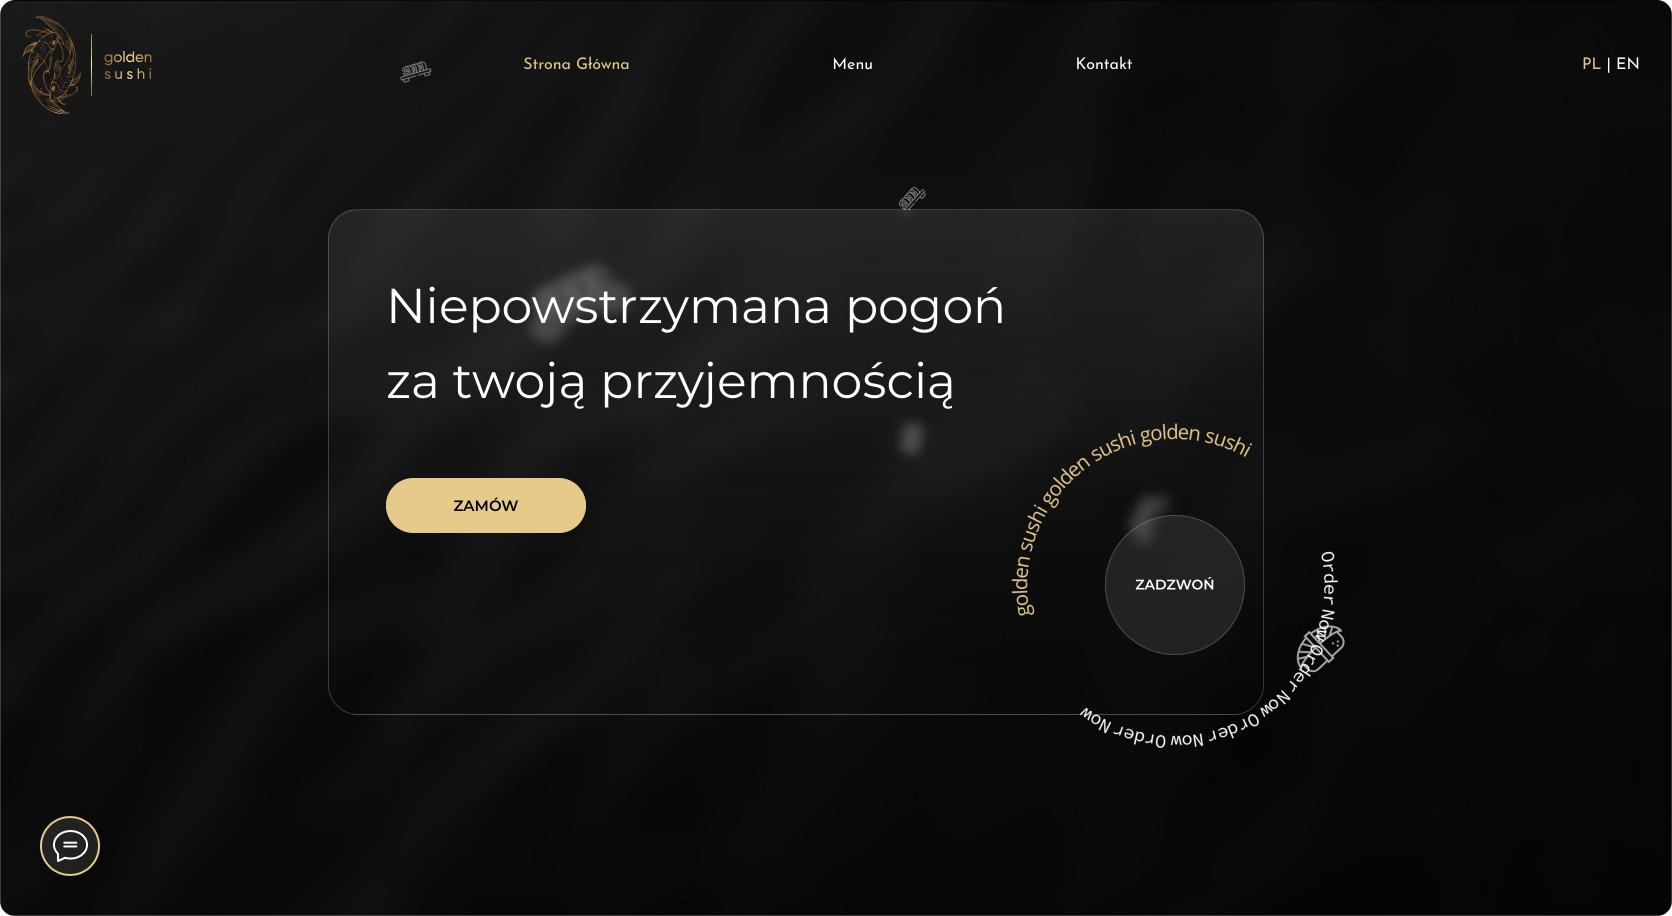 golden
sushi
Strona Główna
Menu
Kontakt
PL | EN
Niepowstrzymana pogoń
za twoją przyjemnością
ZAMÓW
golden sushi golden sushi golden sushi
ZADZWOŃ
Order Now Order Now Order Now Order Now